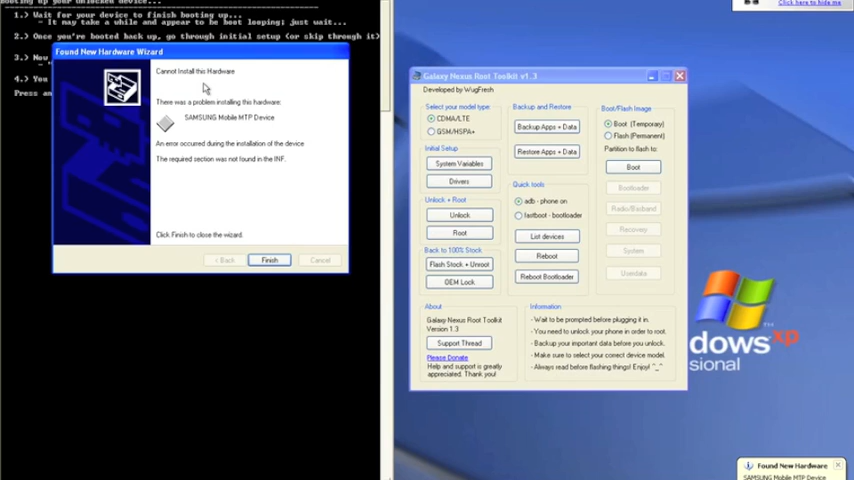 Booting up your unlocked device...
1.) Wait for your device to finish booting up...
- It may take a while and appear to be boot looping; just wait...
2.) Once you're booted back up, go through initial setup (or skip through it)
3.) Now
4.) You
Press an
Found New Hardware Wizard
Cannot Install this Hardware
There was a problem installing this hardware:
SAMSUNG Mobile MTP Device
An error occurred during the installation of the device
The required section was not found in the INF.
Click Finish to close the wizard.
< Back
Finish
Cancel
Click here to hide me
Galaxy Nexus Root Toolkit v1.3
Developed by WugFresh
Select your model type:
CDMA/LTE
GSM/HSPA+
Initial Setup
System Variables
Drivers
Unlock + Root
Unlock
Root
Back to 100% Stock
Flash Stock + Unroot
OEM Lock
About
Galaxy Nexus Root Toolkit
Version 1.3
Support Thread
Please Donate
Help and support is greatly
appreciated. Thank you!
Backup and Restore
Backup Apps + Data
Restore Apps + Data
Quick tools
adb - phone on
fastboot - bootloader
List devices
Reboot
Reboot Bootloader
Boot/Flash Image
Boot (Temporary)
Flash (Permanent)
Partition to flash to:
Boot
Bootloader
Radio/Baseband
Recovery
System
Userdata
Information
- Wait to be prompted before plugging it in.
- You need to unlock your phone in order to root.
- Backup your important data before you unlock.
- Make sure to select your correct device model.
- Always read before flashing things! Enjoy! ^_^
dows xp
sional
Found New Hardware
SAMSUNG Mobile MTP Device